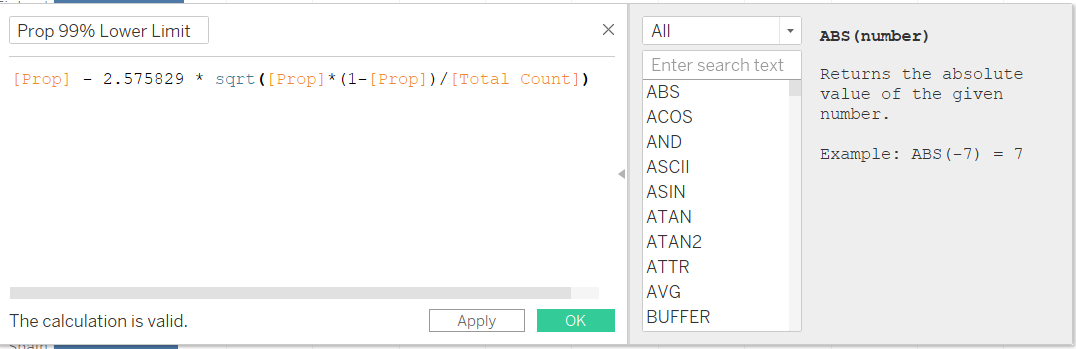 Prop 99% Lower Limit
[Prop] - 2.575829 * sqrt([Prop]*(1-[Prop])/[Total Count])
The calculation is valid.
Apply
OK
All
Enter search text
ABS
ACOS
AND
ASCII
ASIN
ATAN
ATAN2
ATTR
AVG
BUFFER
ABS(number)
Returns the absolute
value of the given
number.
Example: ABS(-7) = 7